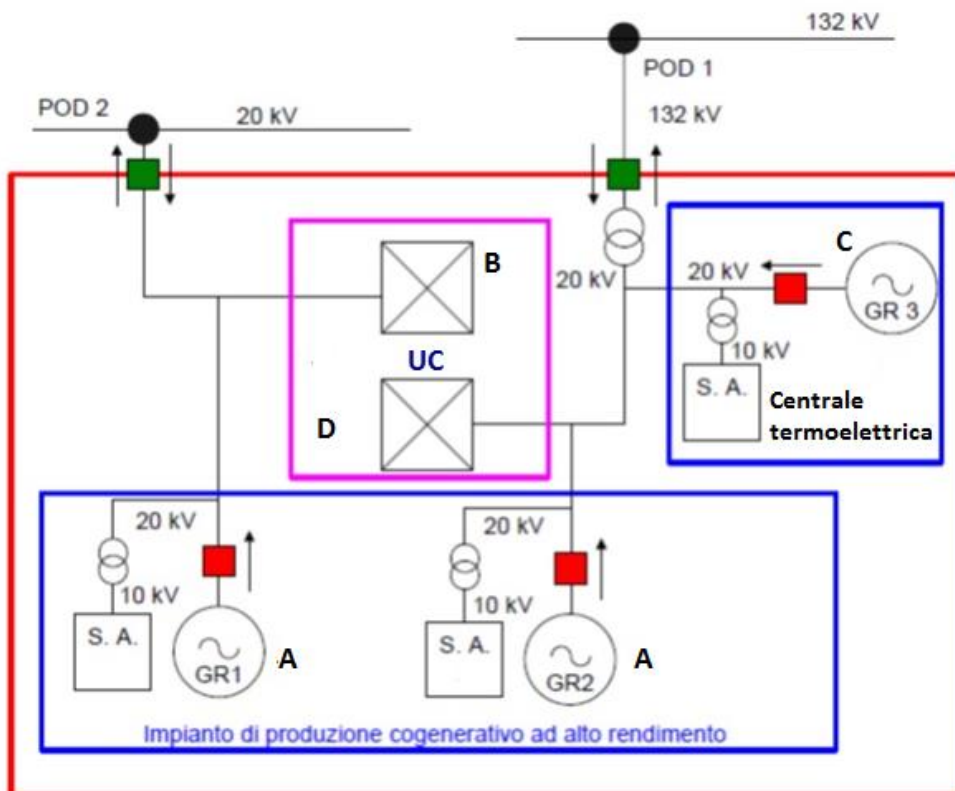 132 kV
POD 1
POD 2
20 kV
132 kV
B
C
20 kV
20 kV
GR 3
UC
10 kV
S. A.
D
Centrale
termoelettrica
20 kV
20 kV
10 kV
10 kV
S. A.
GR1
A
S. A.
GR2
A
Impianto di produzione cogenerativo ad alto rendimento